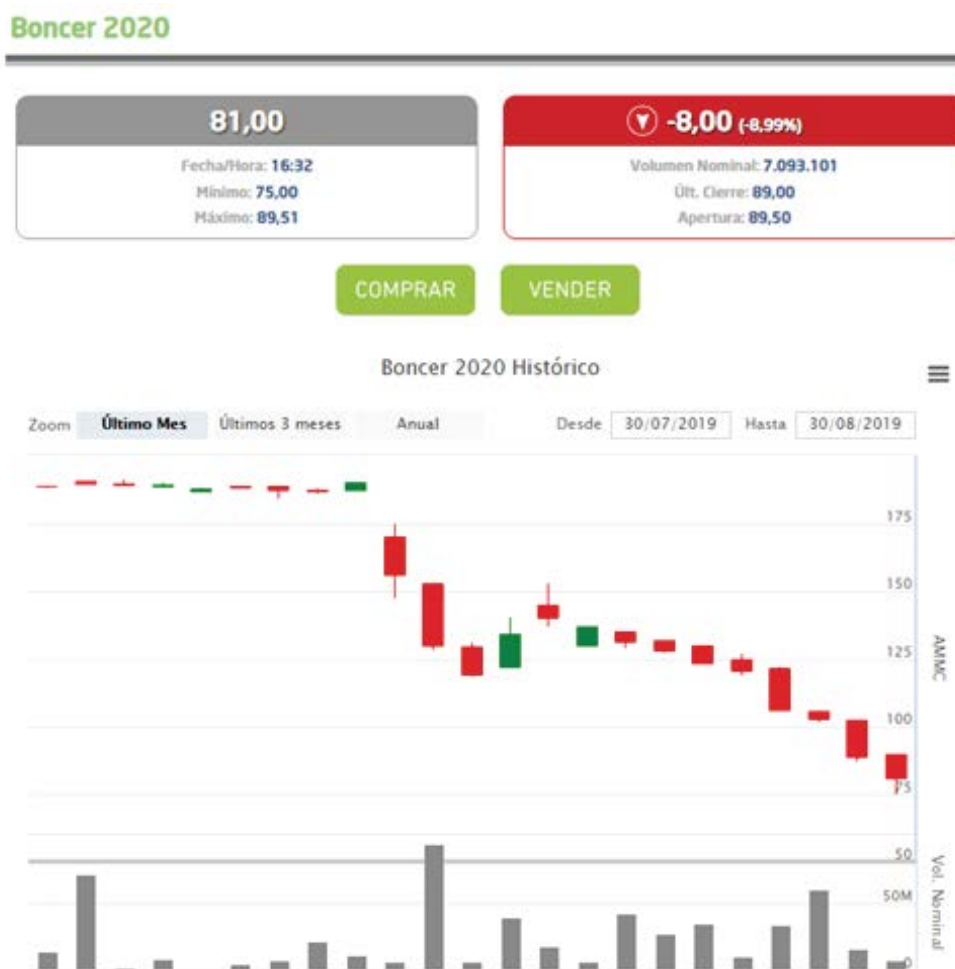 Boncer 2020
81,00
Fecha/Hora: 16:32
Mínimo: 75,00
Máximo: 89,51
-8,00 (-8,99%)
Volumen Nominal: 7.093.101
Últ. Cierre: 89,00
Apertura: 89,50
COMPRAR VENDER
Boncer 2020 Histórico
Zoom Último Mes Últimos 3 meses Anual Desde 30/07/2019 Hasta 30/08/2019
175
150
125
AMMC
100
75
50
Vol. Nominal
50M
0